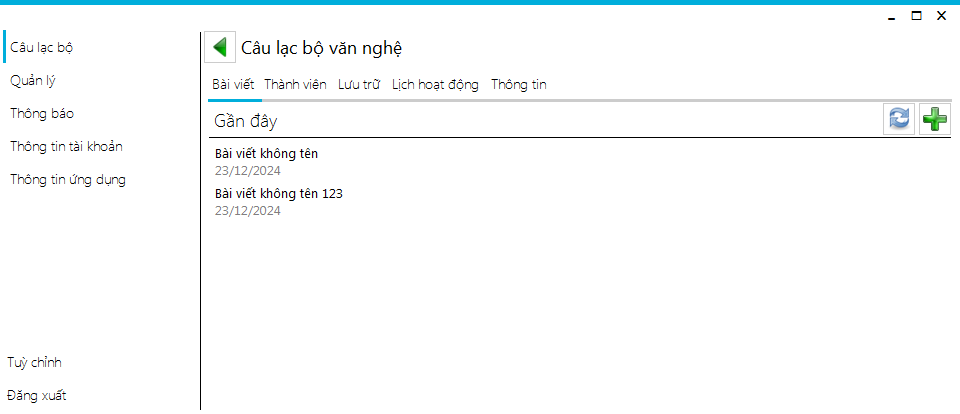 Câu lạc bộ
Quản lý
Thông báo
Thông tin tài khoản
Thông tin ứng dụng
Tuỳ chỉnh
Đăng xuất
Câu lạc bộ văn nghệ
Bài viết Thành viên Lưu trữ Lịch hoạt động Thông tin
Gần đây
Bài viết không tên
23/12/2024
Bài viết không tên 123
23/12/2024